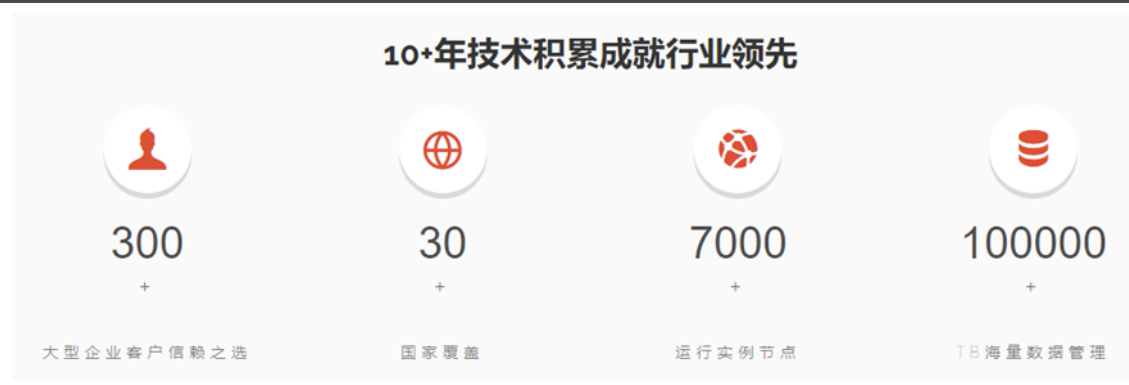 10+年技术积累成就行业领先
300
+
大型企业客户信赖之选
30
+
国家覆盖
7000
+
运行实例节点
100000
+
TB海量数据管理